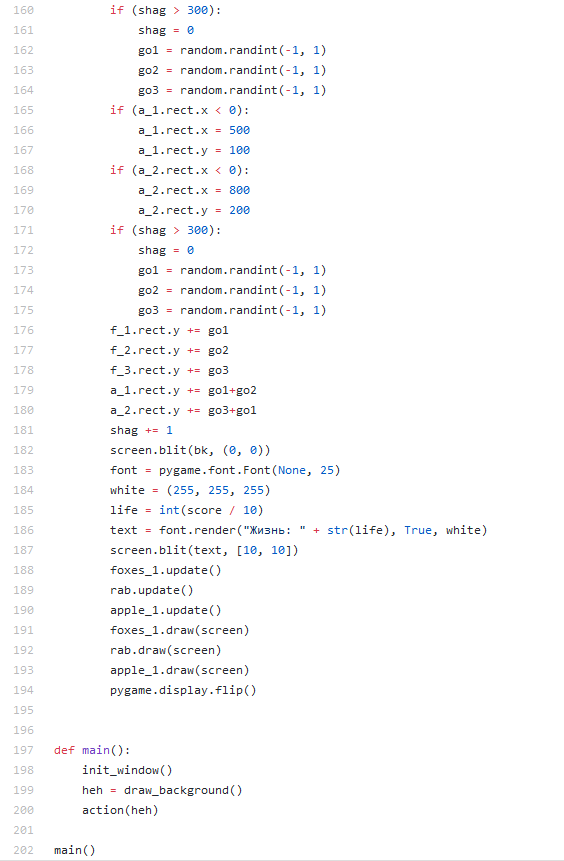 160 if (shag > 300):
161 shag = 0
162 go1 = random.randint(-1, 1)
163 go2 = random.randint(-1, 1)
164 go3 = random.randint(-1, 1)
165 if (a_1.rect.x < 0):
166 a_1.rect.x = 500
167 a_1.rect.y = 100
168 if (a_2.rect.x < 0):
169 a_2.rect.x = 800
170 a_2.rect.y = 200
171 if (shag > 300):
172 shag = 0
173 go1 = random.randint(-1, 1)
174 go2 = random.randint(-1, 1)
175 go3 = random.randint(-1, 1)
176 f_1.rect.y += go1
177 f_2.rect.y += go2
178 f_3.rect.y += go3
179 a_1.rect.y += go1+go2
180 a_2.rect.y += go3+go1
181 shag += 1
182 screen.blit(bk, (0, 0))
183 font = pygame.font.Font(None, 25)
184 white = (255, 255, 255)
185 life = int(score / 10)
186 text = font.render("Жизнь: " + str(life), True, white)
187 screen.blit(text, [10, 10])
188 foxes_1.update()
189 rab.update()
190 apple_1.update()
191 foxes_1.draw(screen)
192 rab.draw(screen)
193 apple_1.draw(screen)
194 pygame.display.flip()
195
196
197 def main():
198 init_window()
199 heh = draw_background()
200 action(heh)
201
202 main()